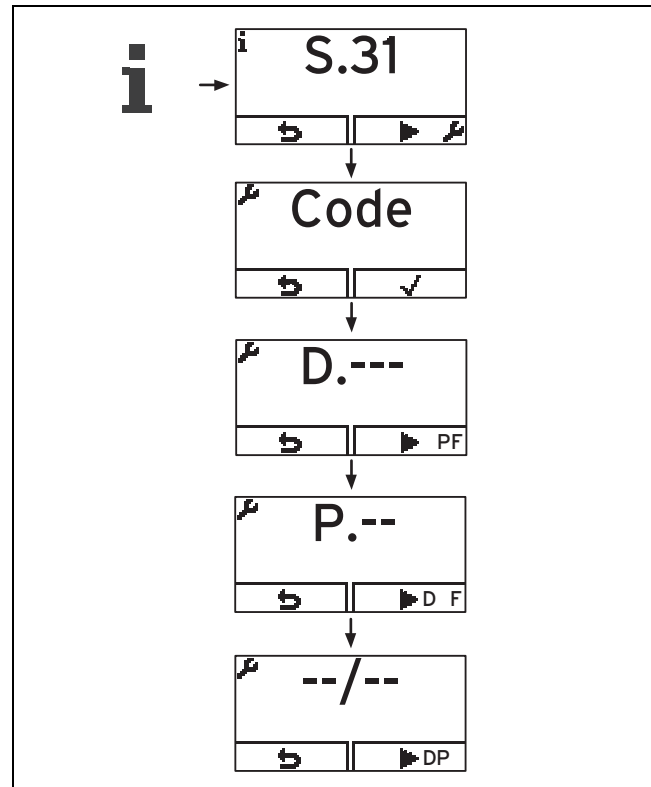 i
i
S.31
Code
✓
D.---
PF
P.--
D F
--/--
DP